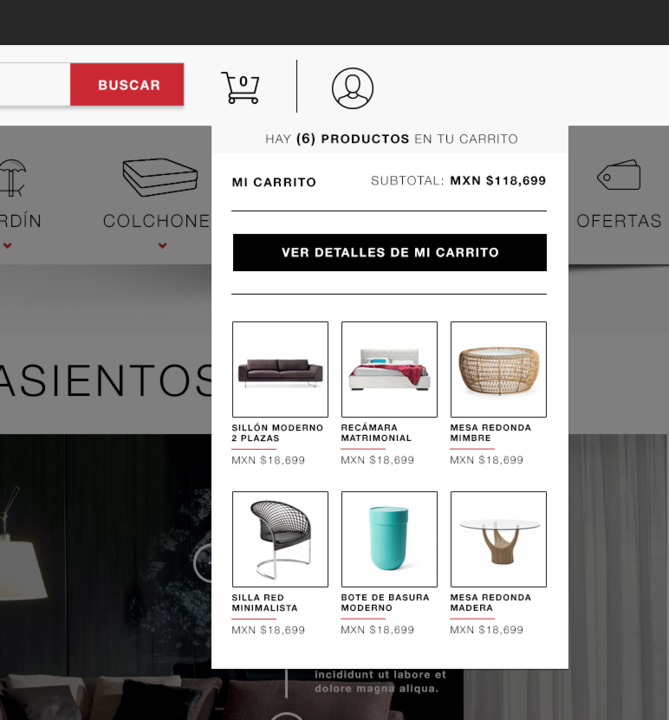 BUSCAR
0
HAY (6) PRODUCTOS EN TU CARRITO
MI CARRITO
SUBTOTAL: MXN $118,699
RDÍN
COLCHONE
OFERTAS
VER DETALLES DE MI CARRITO
ASIENTOS
SILLÓN MODERNO
2 PLAZAS
MXN $18,699
RECÁMARA
MATRIMONIAL
MXN $18,699
MESA REDONDA
MIMBRE
MXN $18,699
SILLA RED
MINIMALISTA
MXN $18,699
BOTE DE BASURA
MODERNO
MXN $18,699
MESA REDONDA
MADERA
MXN $18,699
incididunt ut labore et
dolore magna aliqua.